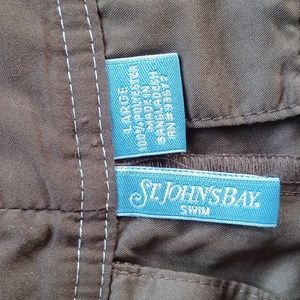 LARGE
100% POLYESTER
MADE IN
BANGLADESH
RN # 93677
ST. JOHN'S BAY®
SWIM